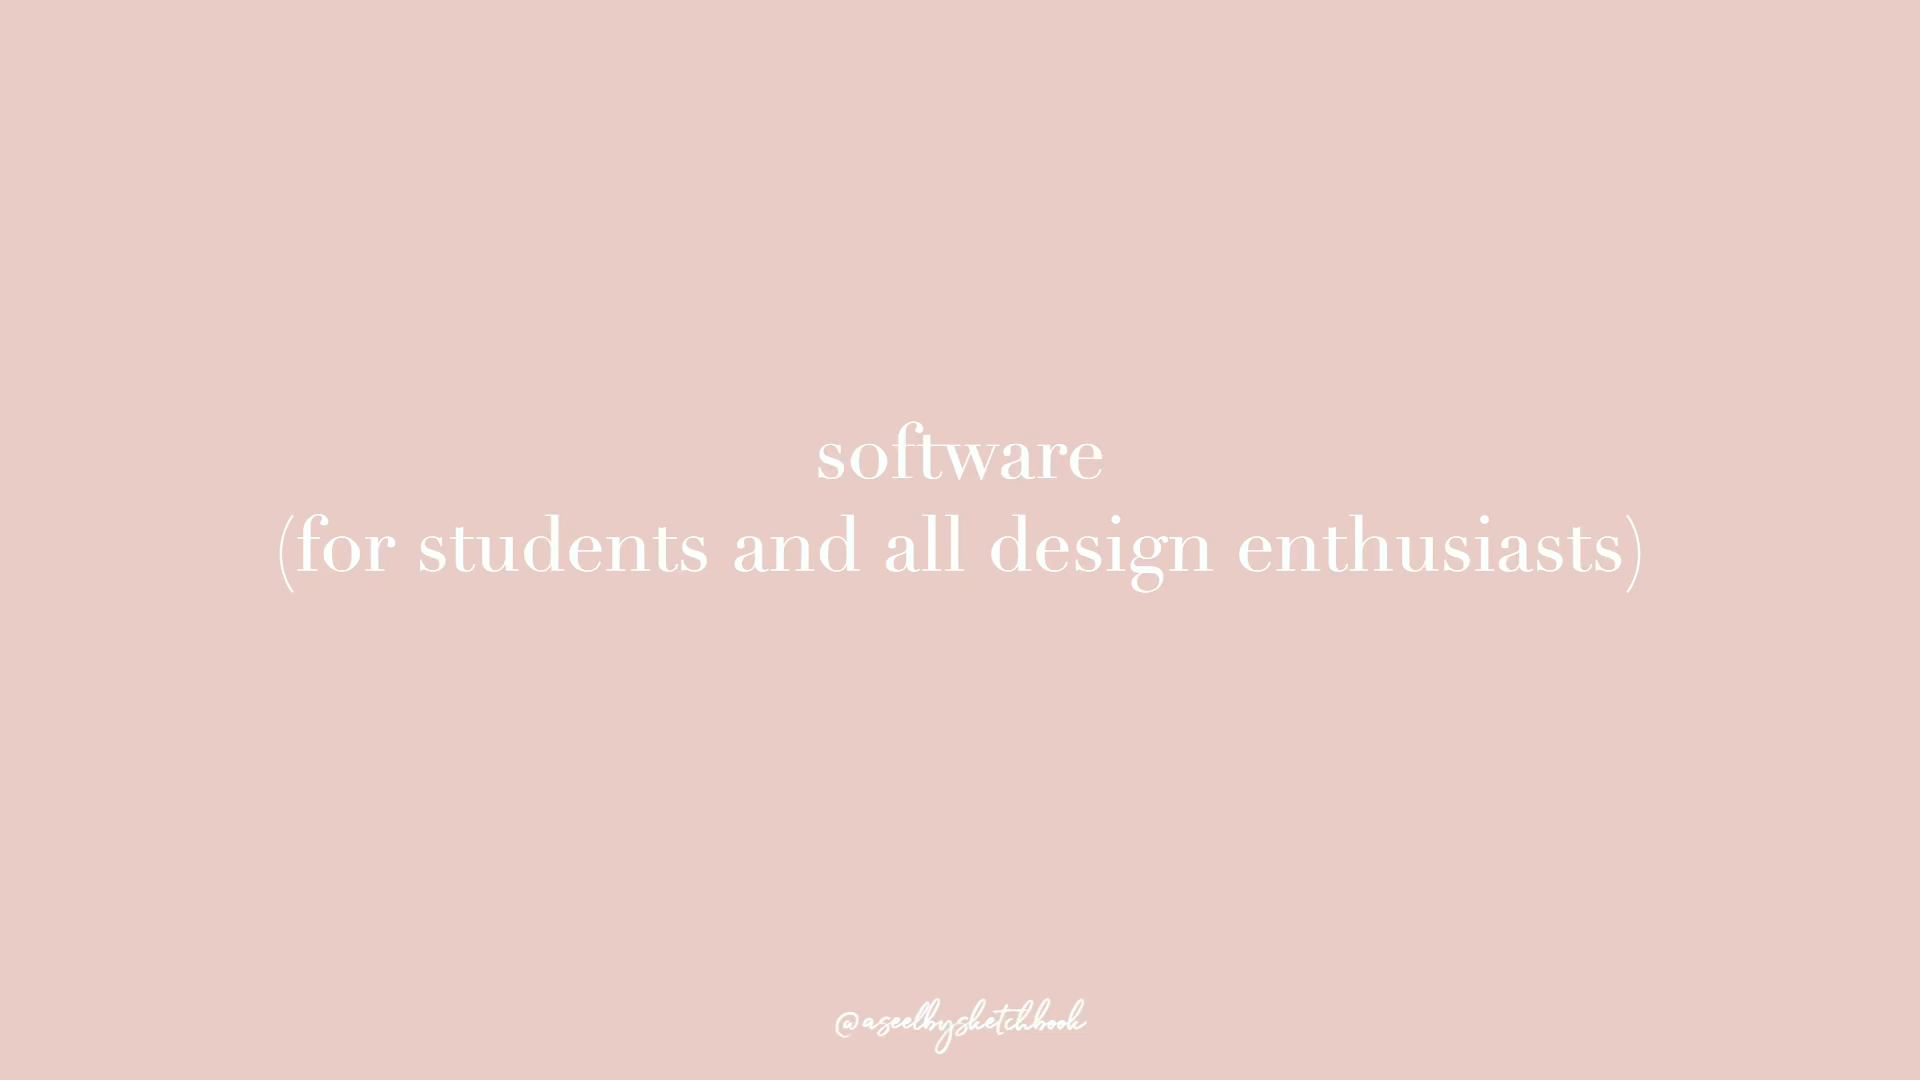 software
(for students and all design enthusiasts)
@aseelbysketchbook